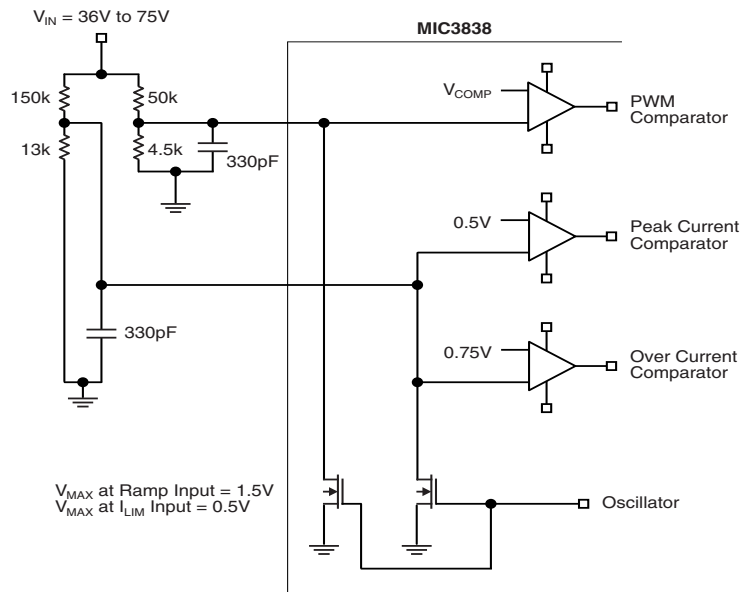 V_IN = 36V to 75V
MIC3838
150k
50k
V_COMP
PWM
Comparator
13k
4.5k
330pF
0.5V
Peak Current
Comparator
330pF
0.75V
Over Current
Comparator
V_MAX at Ramp Input = 1.5V
V_MAX at I_LIM Input = 0.5V
Oscillator